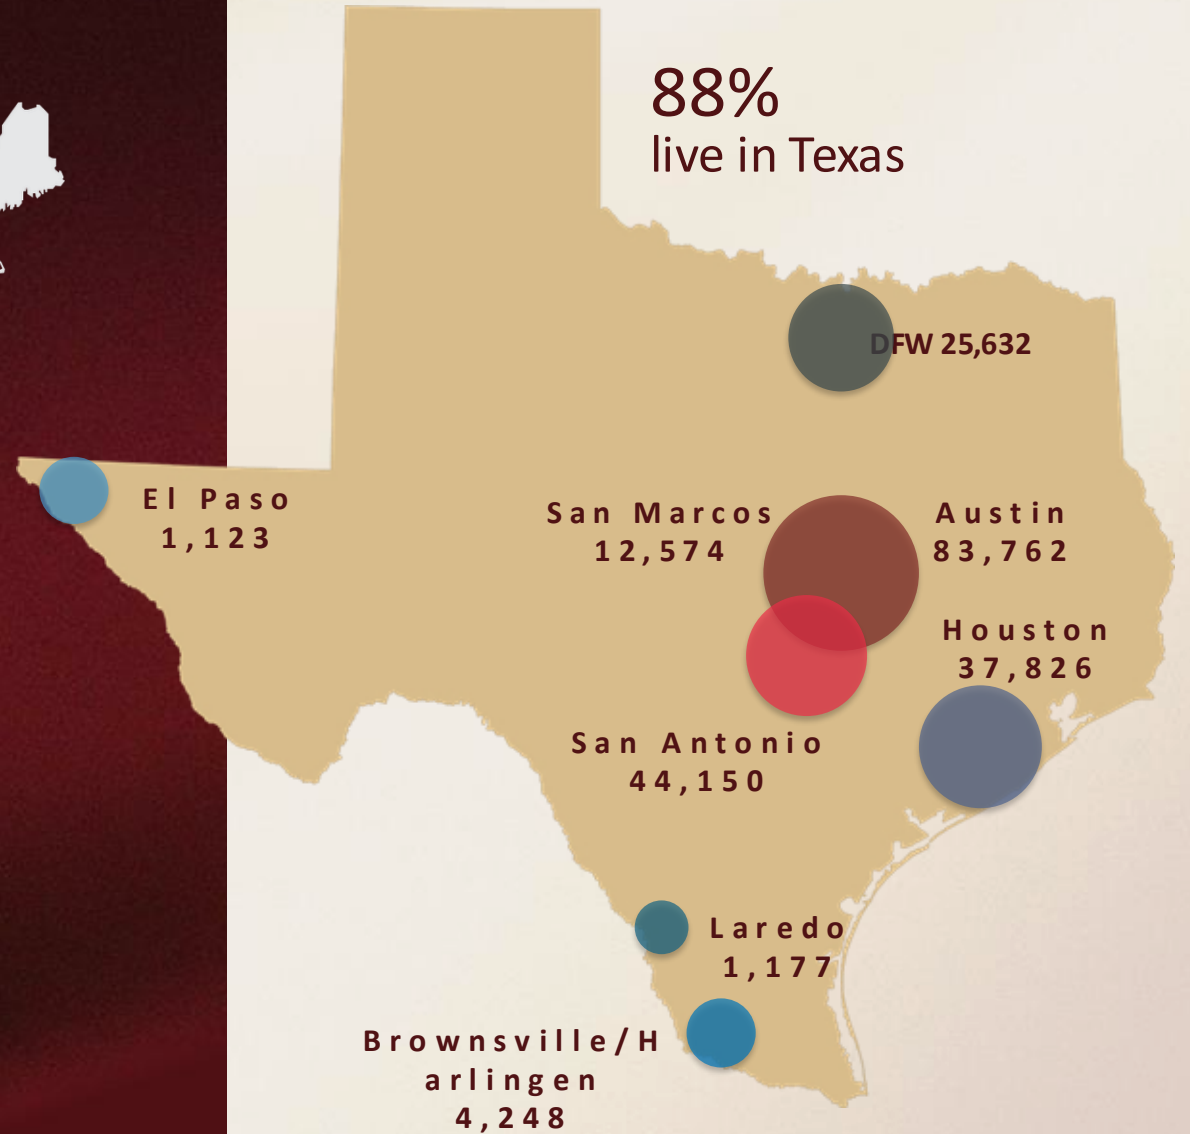 88%
live in Texas
DFW 25,632
El Paso
1,123
San Marcos
12,574
Austin
83,762
Houston
37,826
San Antonio
44,150
Laredo
1,177
Brownsville/H
arlingen
4,248